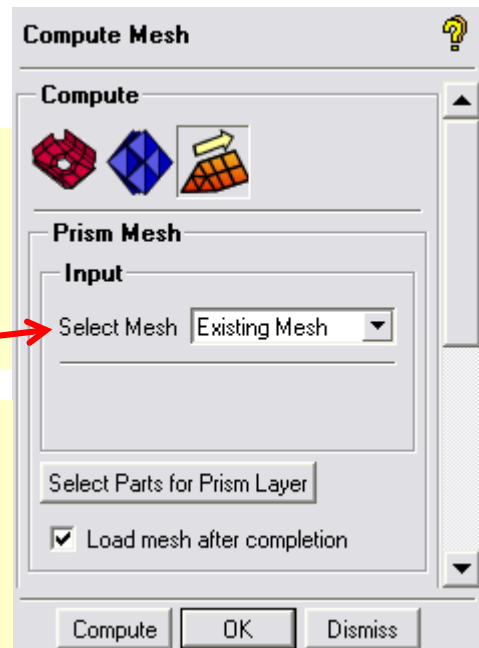 Compute Mesh
Compute
Prism Mesh
Input
Select Mesh Existing Mesh
Select Parts for Prism Layer
Load mesh after completion
Compute OK Dismiss